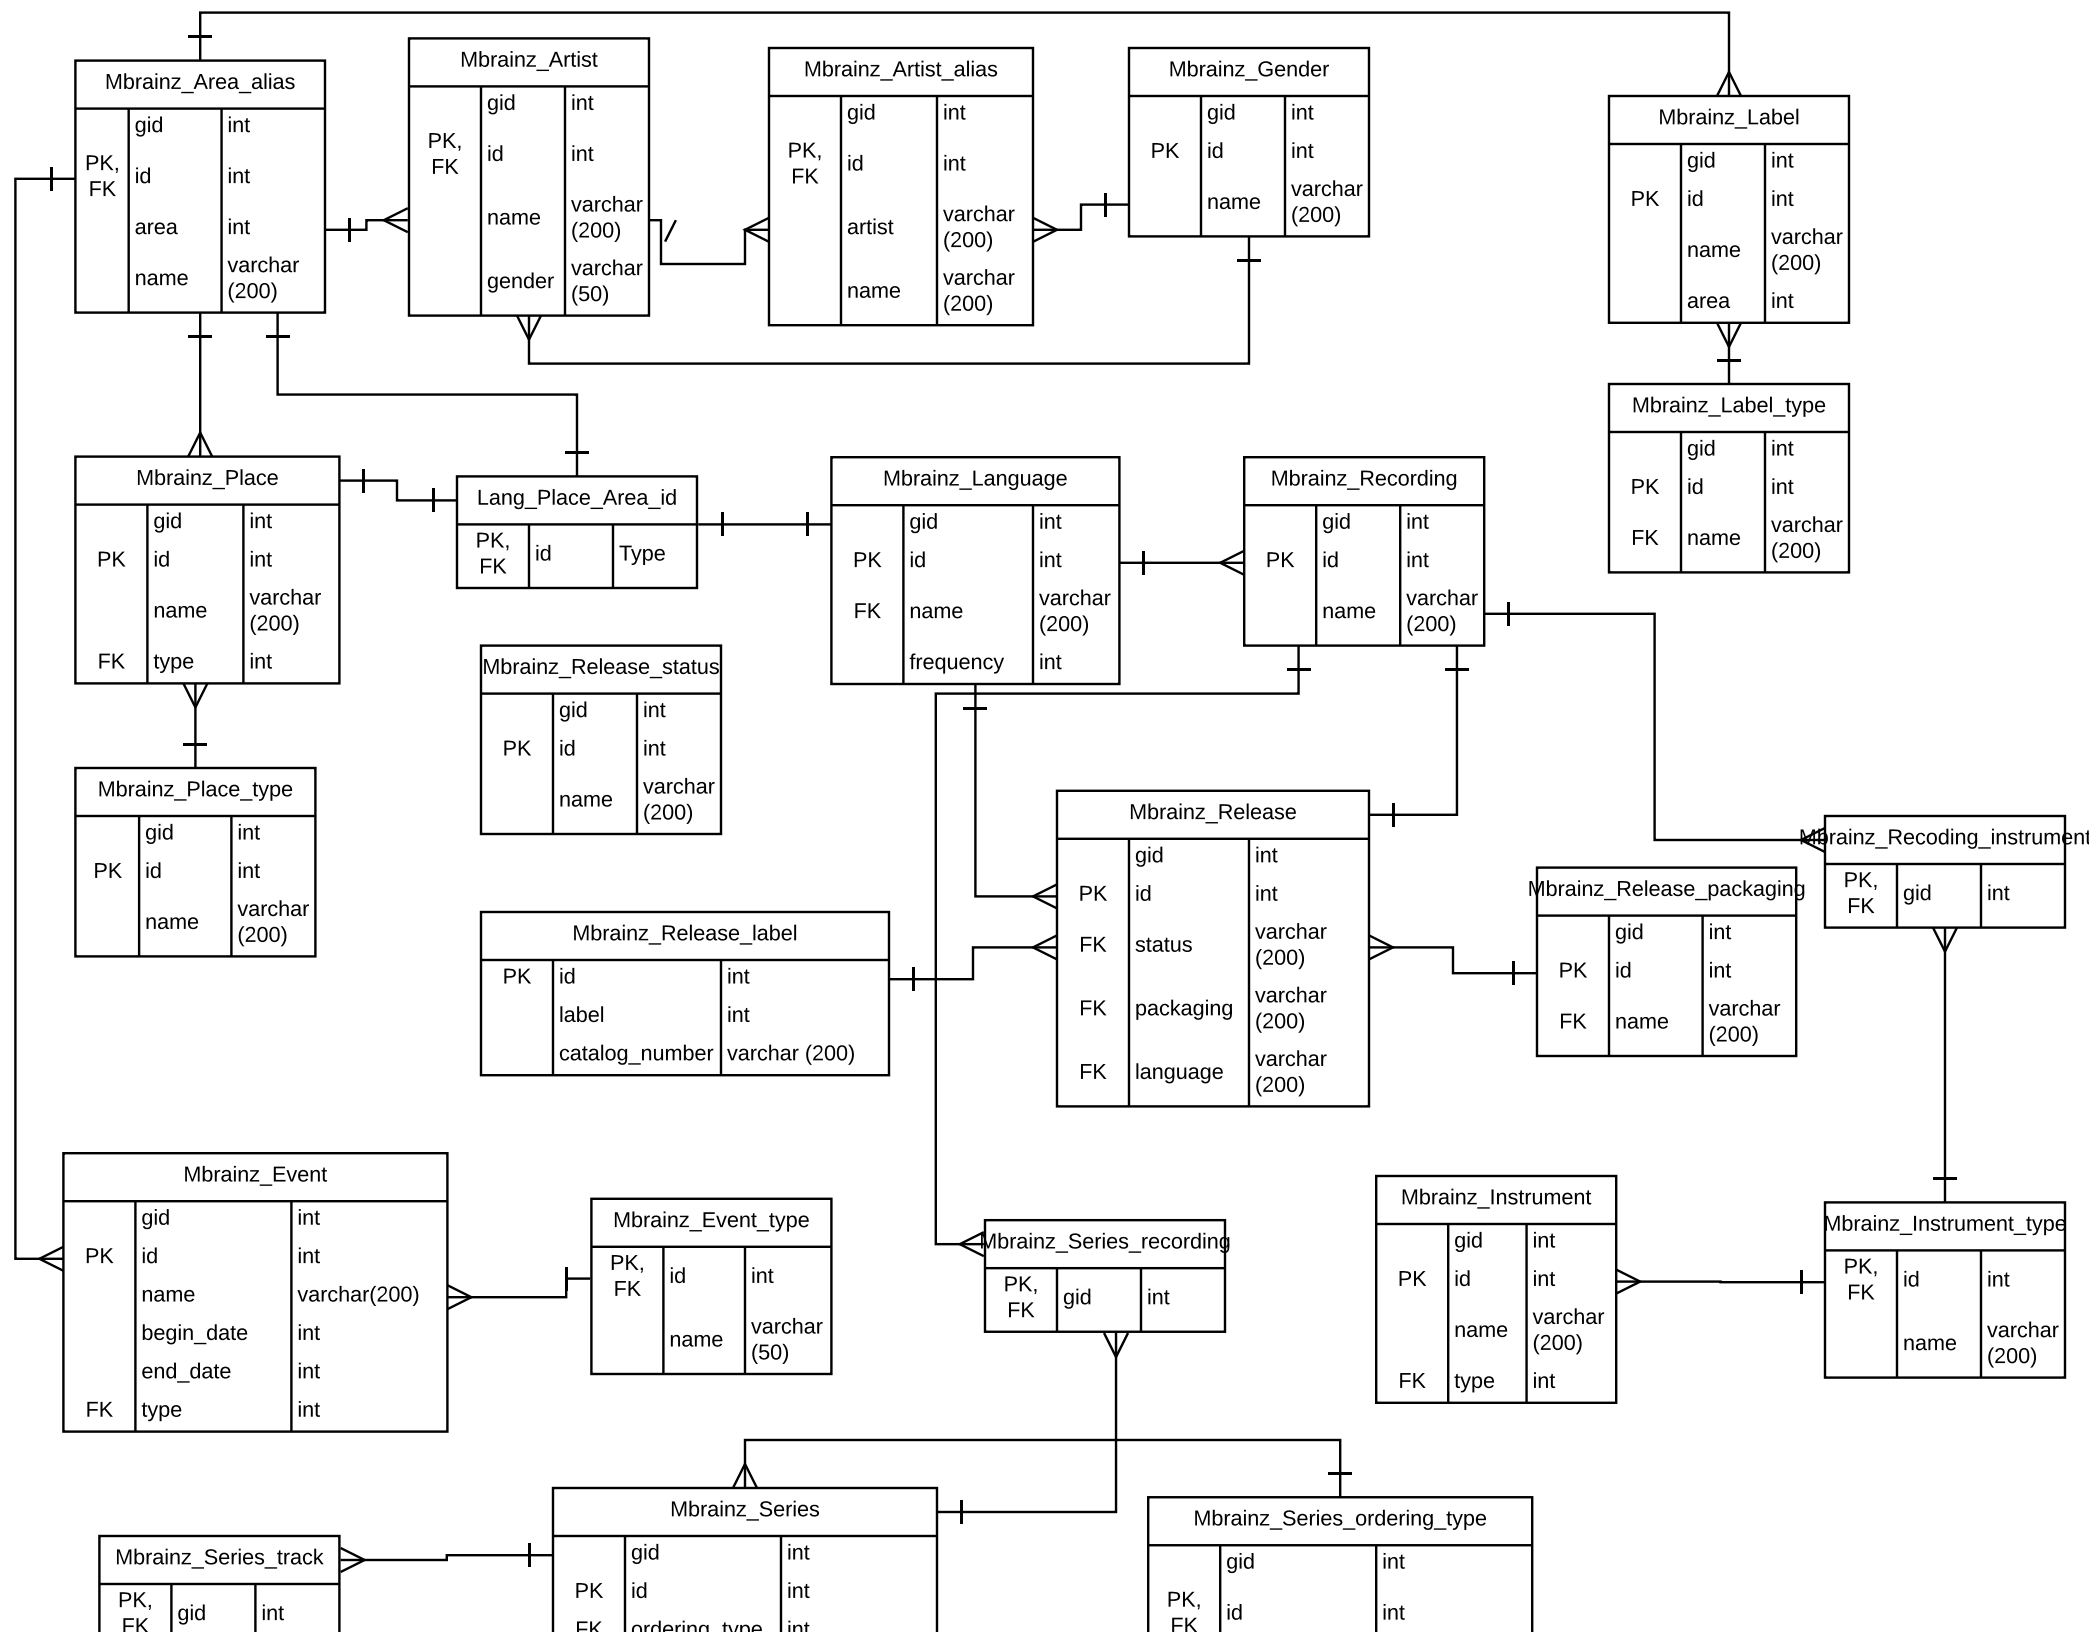 Mbrainz_Area_alias
gid int
PK, FK id int
area int
name varchar (200)
Mbrainz_Artist
gid int
PK, FK id int
name varchar (200)
gender varchar (50)
Mbrainz_Artist_alias
gid int
PK, FK id int
artist varchar (200)
name varchar (200)
Mbrainz_Gender
gid int
PK id int
name varchar (200)
Mbrainz_Label
gid int
PK id int
name varchar (200)
area int
Mbrainz_Label_type
gid int
PK id int
FK name varchar (200)
Mbrainz_Place
gid int
PK id int
name varchar (200)
FK type int
Lang_Place_Area_id
PK, FK id Type
Mbrainz_Language
gid int
PK id int
FK name varchar (200)
frequency int
Mbrainz_Recording
gid int
PK id int
name varchar (200)
Mbrainz_Release_status
gid int
PK id int
name varchar (200)
Mbrainz_Place_type
gid int
PK id int
name varchar (200)
Mbrainz_Release
gid int
PK id int
FK status varchar (200)
FK packaging varchar (200)
FK language varchar (200)
Mbrainz_Recoding_instrument
PK, FK gid int
Mbrainz_Release_packaging
gid int
PK id int
FK name varchar (200)
Mbrainz_Release_label
PK id int
label int
catalog_number varchar (200)
Mbrainz_Event
gid int
PK id int
name varchar(200)
begin_date int
end_date int
FK type int
Mbrainz_Event_type
PK, FK id int
name varchar (50)
Mbrainz_Series_recording
PK, FK gid int
Mbrainz_Instrument
gid int
PK id int
name varchar (200)
FK type int
Mbrainz_Instrument_type
PK, FK id int
name varchar (200)
Mbrainz_Series_track
PK, FK gid int
Mbrainz_Series
gid int
PK id int
FK ordering_type int
Mbrainz_Series_ordering_type
gid int
PK, FK id int